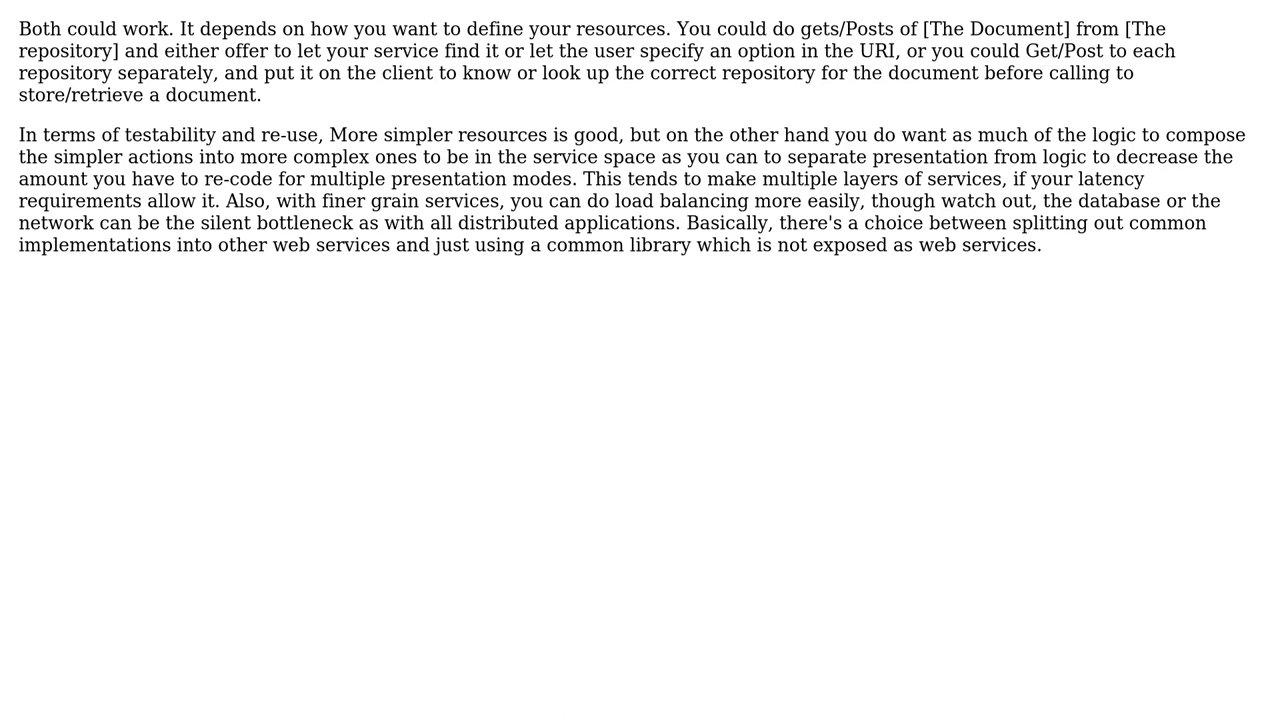 Both could work. It depends on how you want to define your resources. You could do gets/Posts of [The Document] from [The
repository] and either offer to let your service find it or let the user specify an option in the URI, or you could Get/Post to each
repository separately, and put it on the client to know or look up the correct repository for the document before calling to
store/retrieve a document.
In terms of testability and re-use, More simpler resources is good, but on the other hand you do want as much of the logic to compose
the simpler actions into more complex ones to be in the service space as you can to separate presentation from logic to decrease the
amount you have to re-code for multiple presentation modes. This tends to make multiple layers of services, if your latency
requirements allow it. Also, with finer grain services, you can do load balancing more easily, though watch out, the database or the
network can be the silent bottleneck as with all distributed applications. Basically, there's a choice between splitting out common
implementations into other web services and just using a common library which is not exposed as web services.